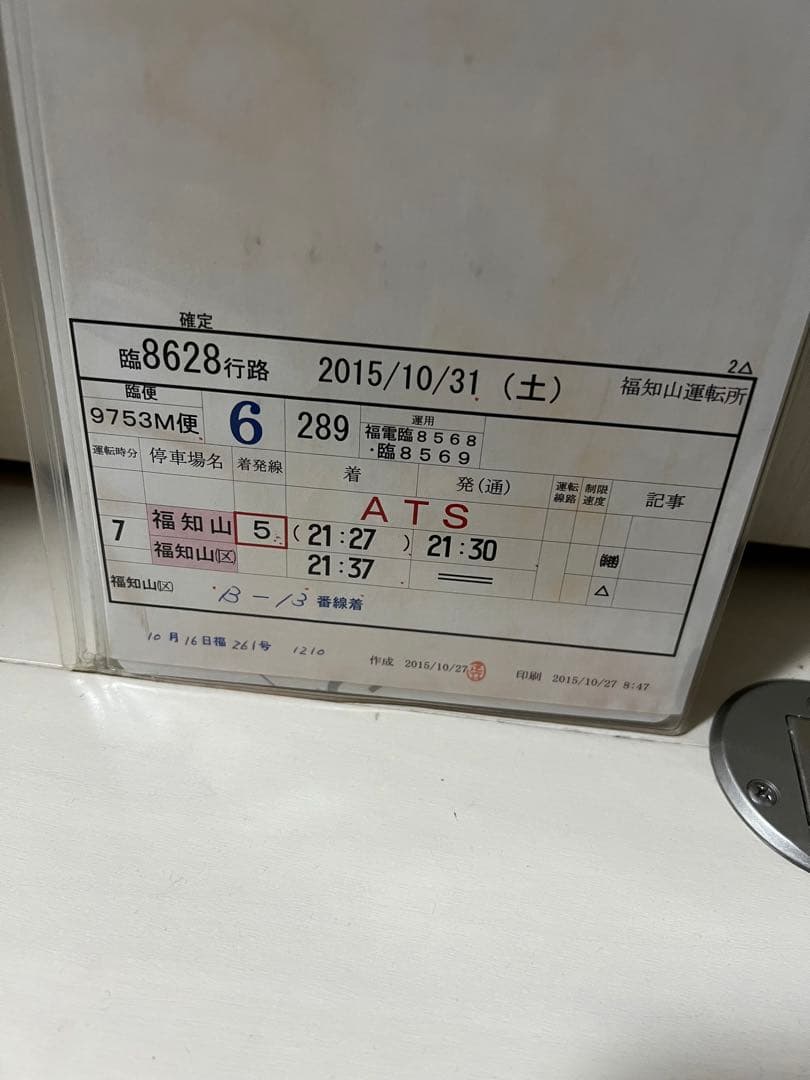 確定
臨8628行路 2015/10/31 (土) 福知山運転所 2△
臨便
9753M便 6 289 運用
福電臨8568
・臨8569
運転時分 停車場名 着発線 着 発(通) 運転線路 制限速度 記事
ATS
7 福知山 5 (21:27) 21:30
福知山(区) 21:37 △
福知山(区) B-13番線着
10月16日福261号 1210 作成 2015/10/27 印刷 2015/10/27 8:47